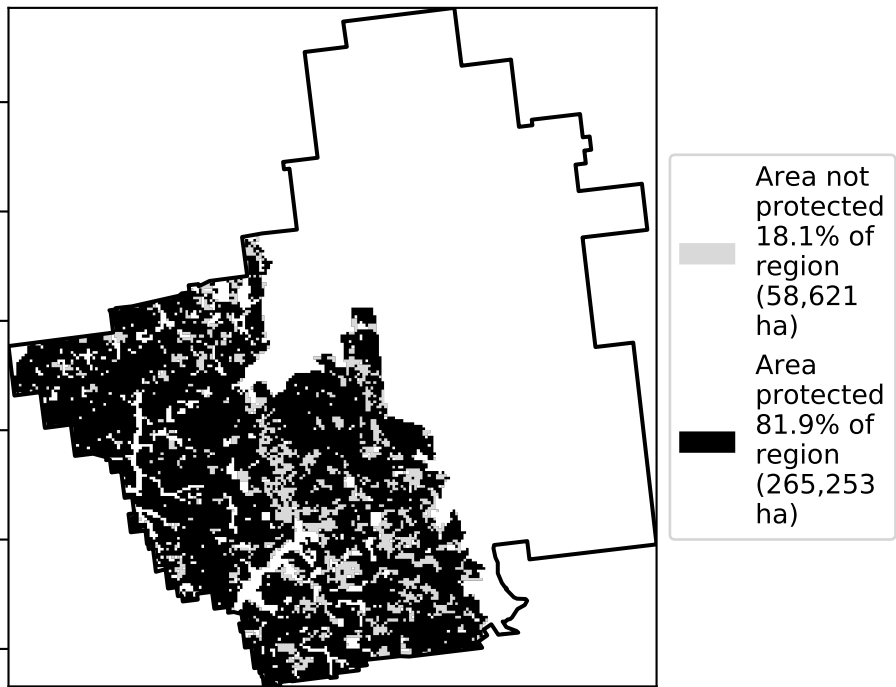 Area not
protected
18.1% of
region
(58,621
ha)
Area
protected
81.9% of
region
(265,253
ha)